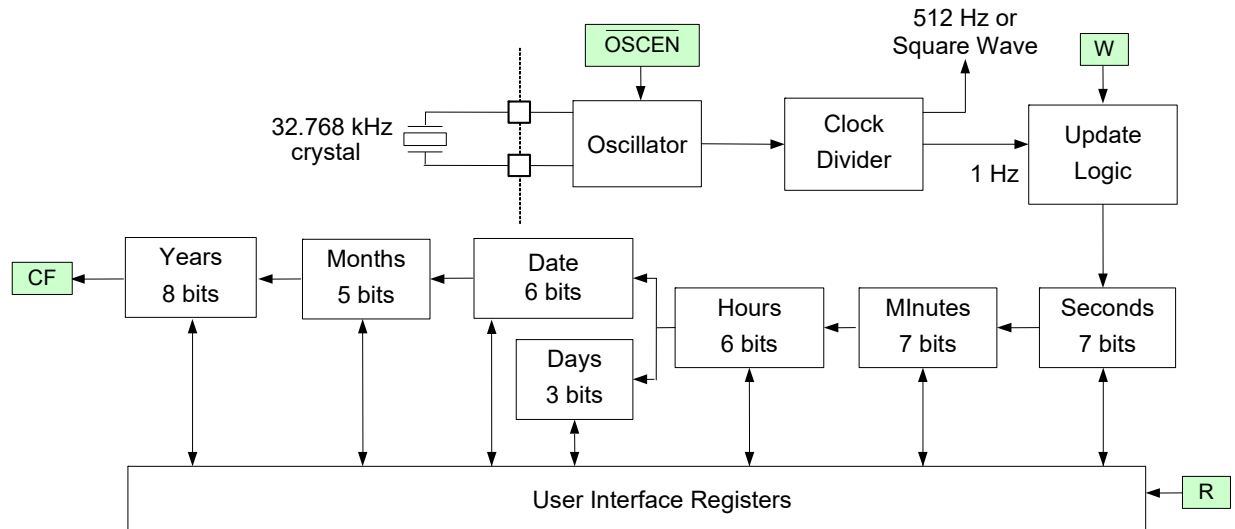 512 Hz or
Square Wave
OSCEN
W
32.768 kHz
crystal
Oscillator
Clock
Divider
1 Hz
Update
Logic
CF
Years
8 bits
Months
5 bits
Date
6 bits
Days
3 bits
Hours
6 bits
MInutes
7 bits
Seconds
7 bits
User Interface Registers
R